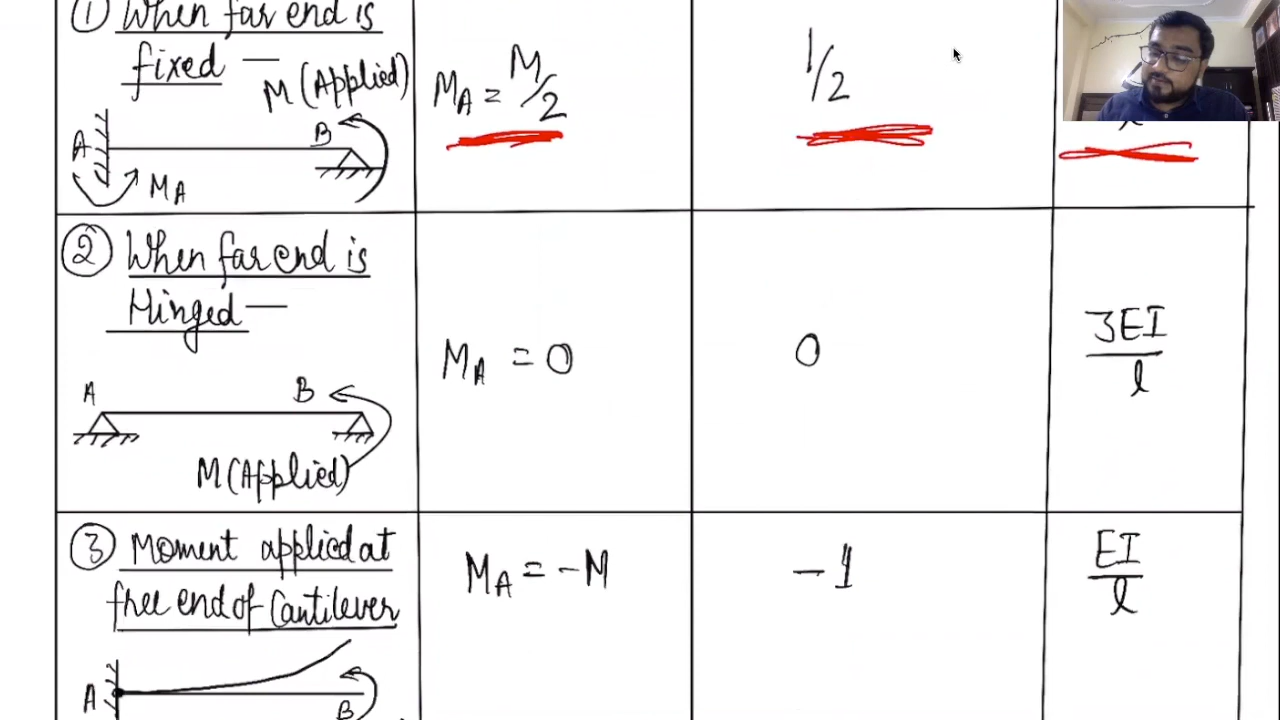 ① When far end is
fixed —
M (Applied)
A
B
M_A
M_A = M/2
1/2
② When far end is
Hinged —
A
B
M (Applied)
M_A = 0
0
3EI
l
③ Moment applied at
free end of Cantilever
A
B
M_A = -M
-1
EI
l